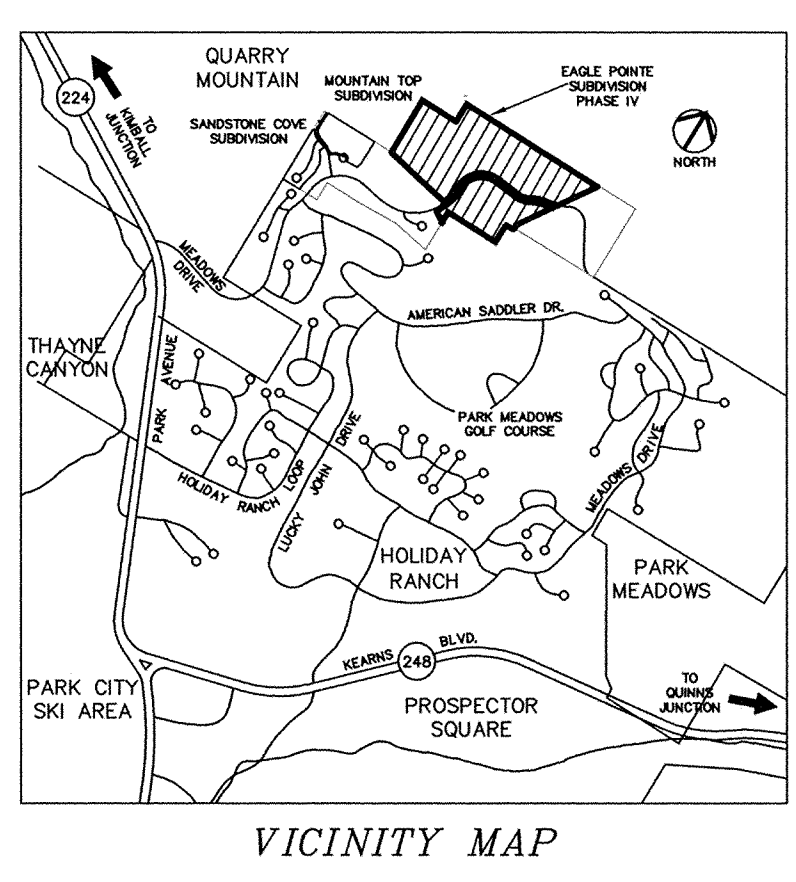 QUARRY
MOUNTAIN
MOUNTAIN TOP
SUBDIVISION
EAGLE POINTE
SUBDIVISION
PHASE IV
224
TO
KIMBALL
JUNCTION
SANDSTONE COVE
SUBDIVISION
NORTH
MEADOWS
DRIVE
AMERICAN SADDLER DR.
THAYNE
CANYON
PARK AVENUE
PARK MEADOWS
GOLF COURSE
HOLIDAY RANCH LOOP
LUCKY JOHN DRIVE
MEADOWS DRIVE
HOLIDAY
RANCH
PARK
MEADOWS
KEARNS 248 BLVD.
PARK CITY
SKI AREA
PROSPECTOR
SQUARE
TO
QUINNS
JUNCTION
VICINITY MAP